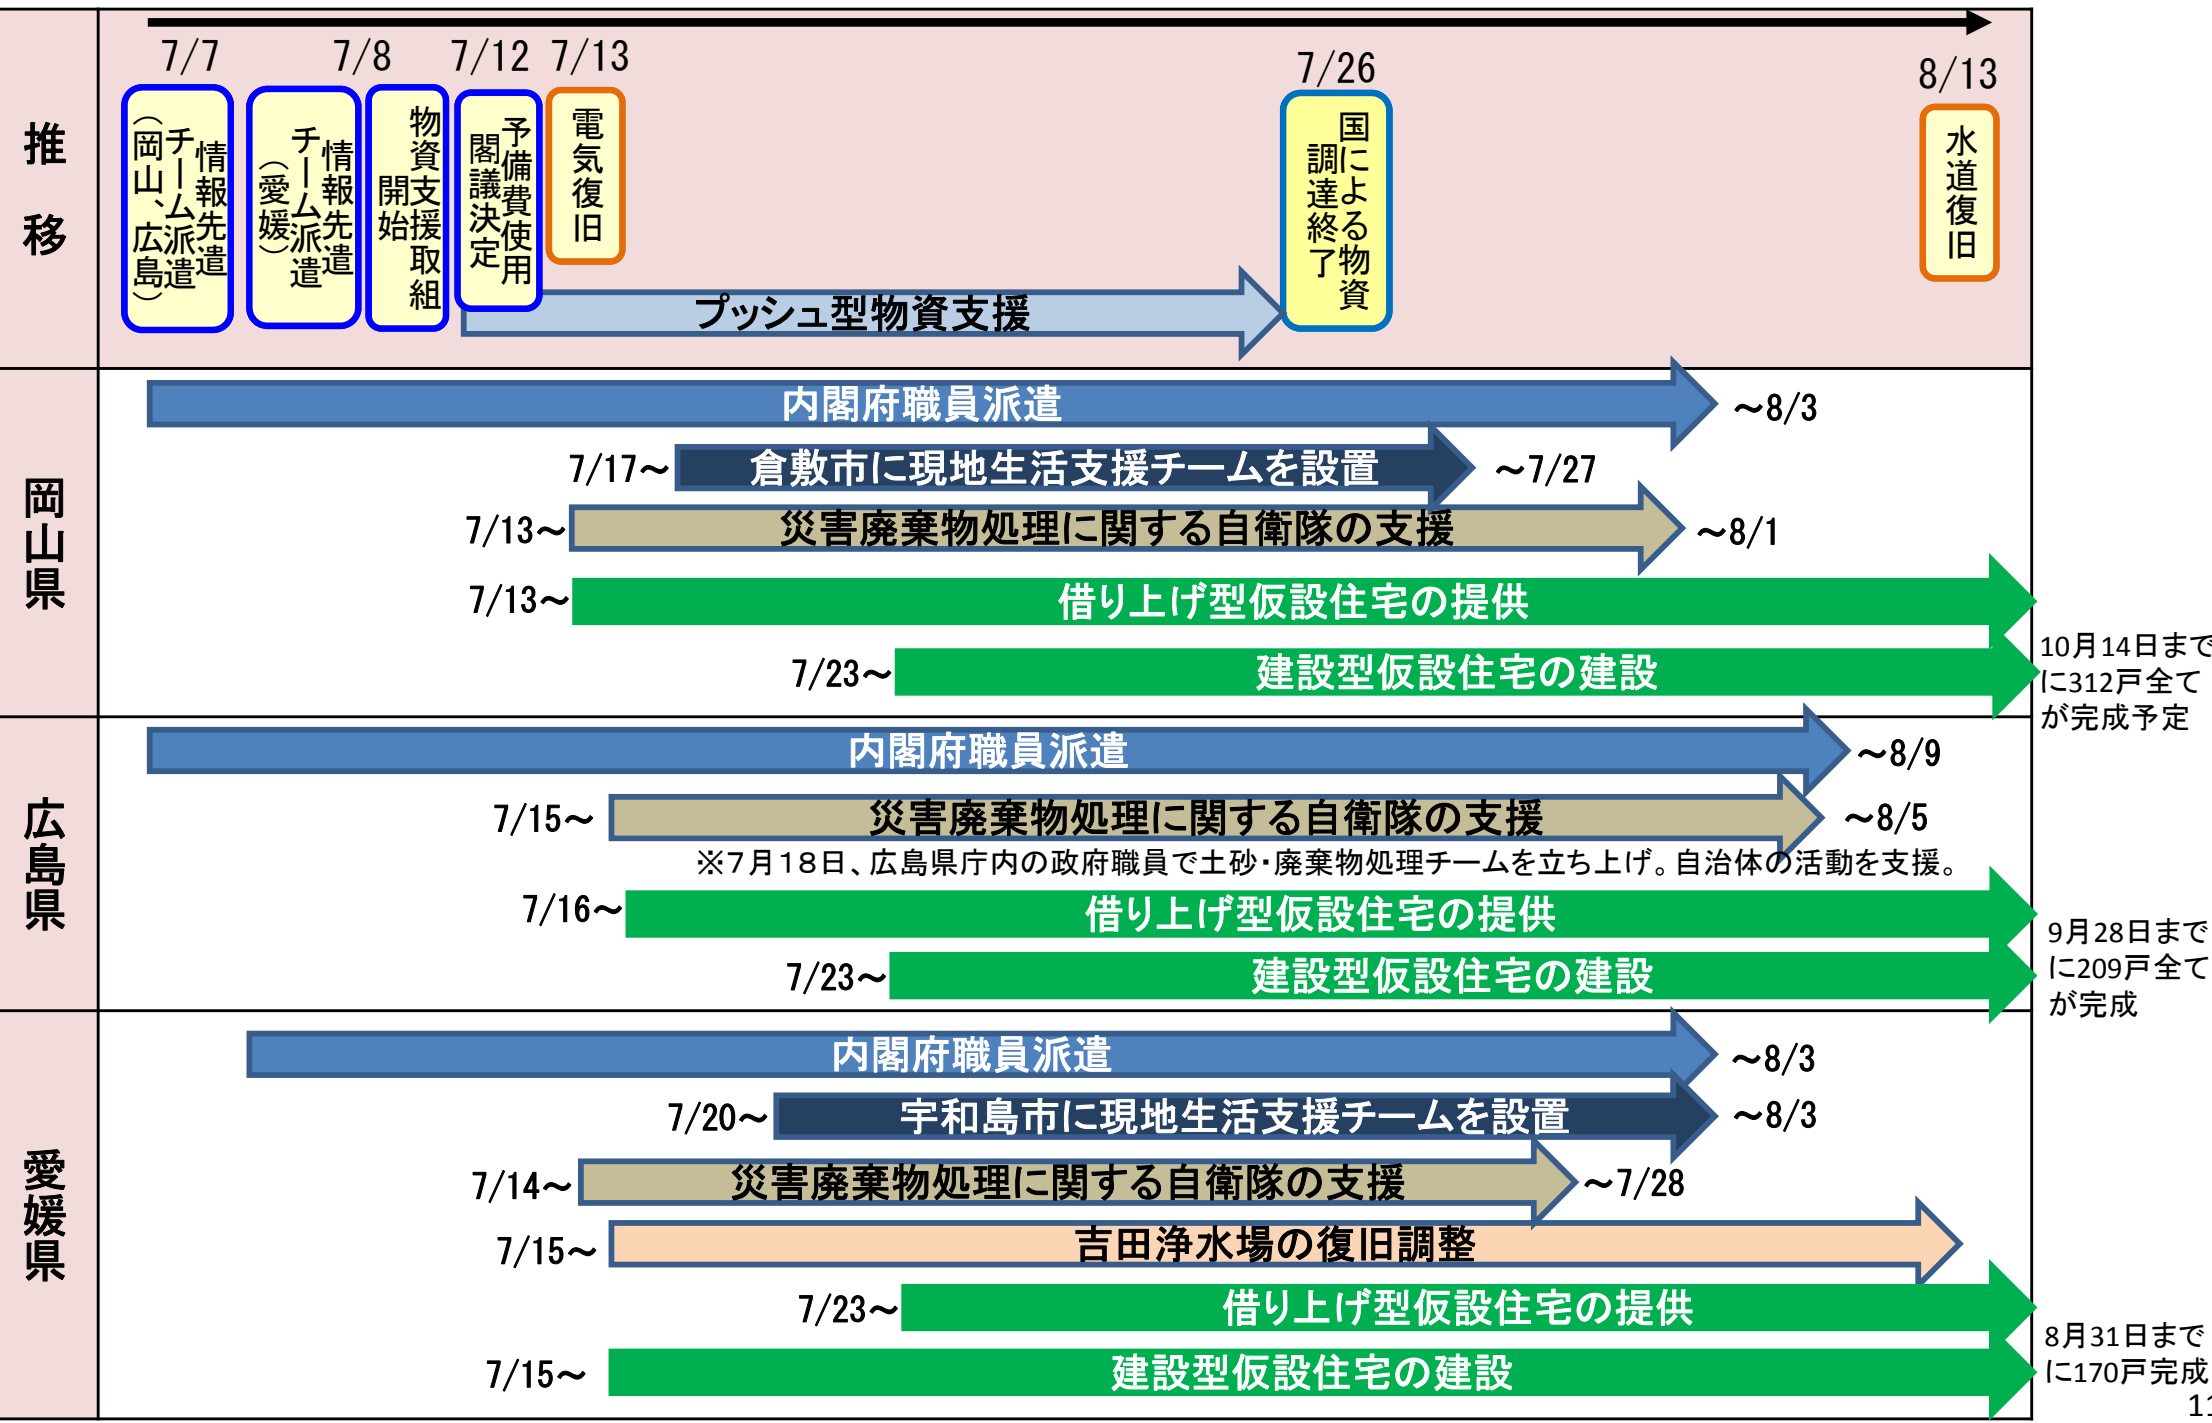 推移
7/7
7/8
7/12
7/13
7/26
8/13
情報先遣
チーム派遣
（岡山、広島）
情報先遣
チーム派遣
（愛媛）
物資支援取組
開始
予備費使用
閣議決定
電気復旧
国による物資
調達終了
水道復旧
プッシュ型物資支援
岡山県
内閣府職員派遣
～8/3
7/17～
倉敷市に現地生活支援チームを設置
～7/27
7/13～
災害廃棄物処理に関する自衛隊の支援
～8/1
7/13～
借り上げ型仮設住宅の提供
7/23～
建設型仮設住宅の建設
10月14日まで
に312戸全て
が完成予定
広島県
内閣府職員派遣
～8/9
7/15～
災害廃棄物処理に関する自衛隊の支援
～8/5
※７月１８日、広島県庁内の政府職員で土砂・廃棄物処理チームを立ち上げ。自治体の活動を支援。
7/16～
借り上げ型仮設住宅の提供
7/23～
建設型仮設住宅の建設
9月28日まで
に209戸全て
が完成
愛媛県
内閣府職員派遣
～8/3
7/20～
宇和島市に現地生活支援チームを設置
～8/3
7/14～
災害廃棄物処理に関する自衛隊の支援
～7/28
7/15～
吉田浄水場の復旧調整
7/23～
借り上げ型仮設住宅の提供
7/15～
建設型仮設住宅の建設
8月31日まで
に170戸完成
11